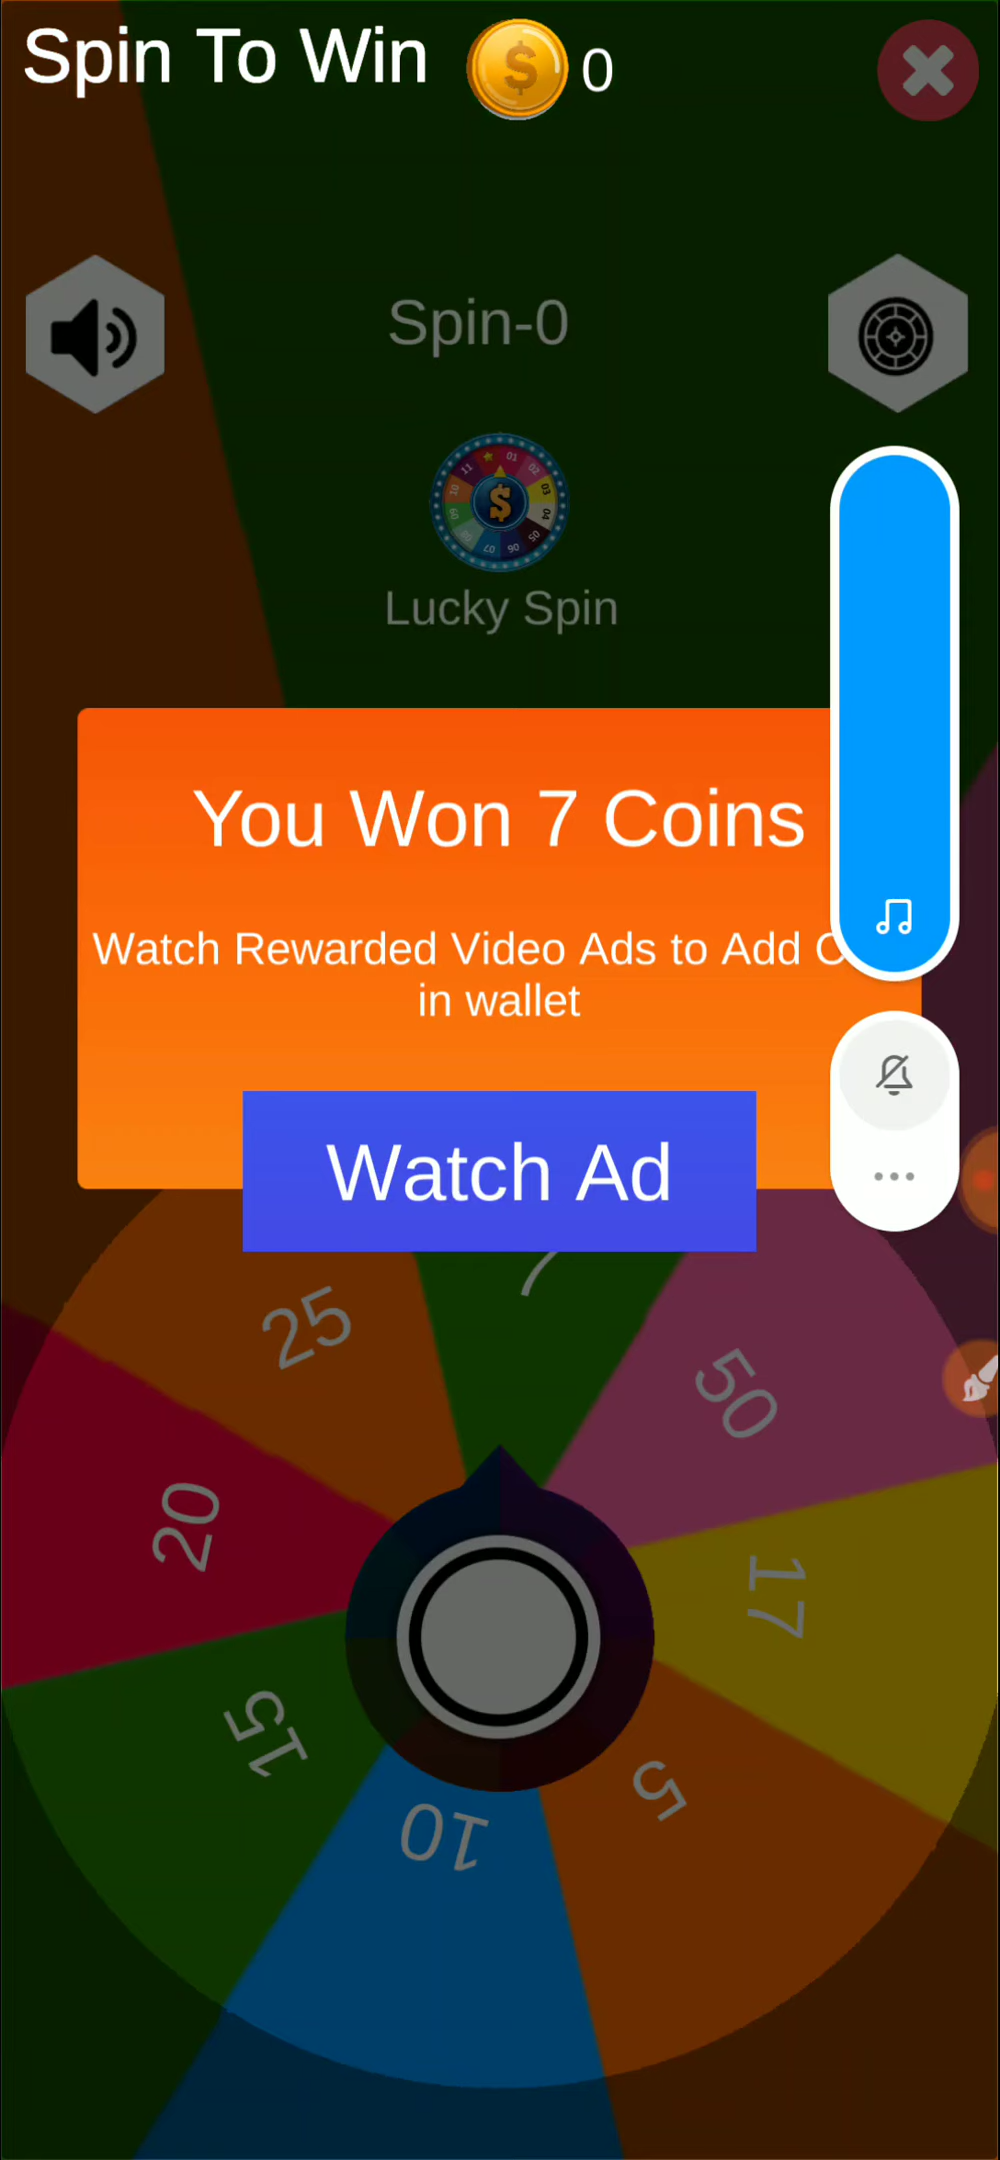 Spin To Win
0
Spin-0
Lucky Spin
You Won 7 Coins
Watch Rewarded Video Ads to Add
in wallet
Watch Ad
7
25
50
20
17
15
5
10